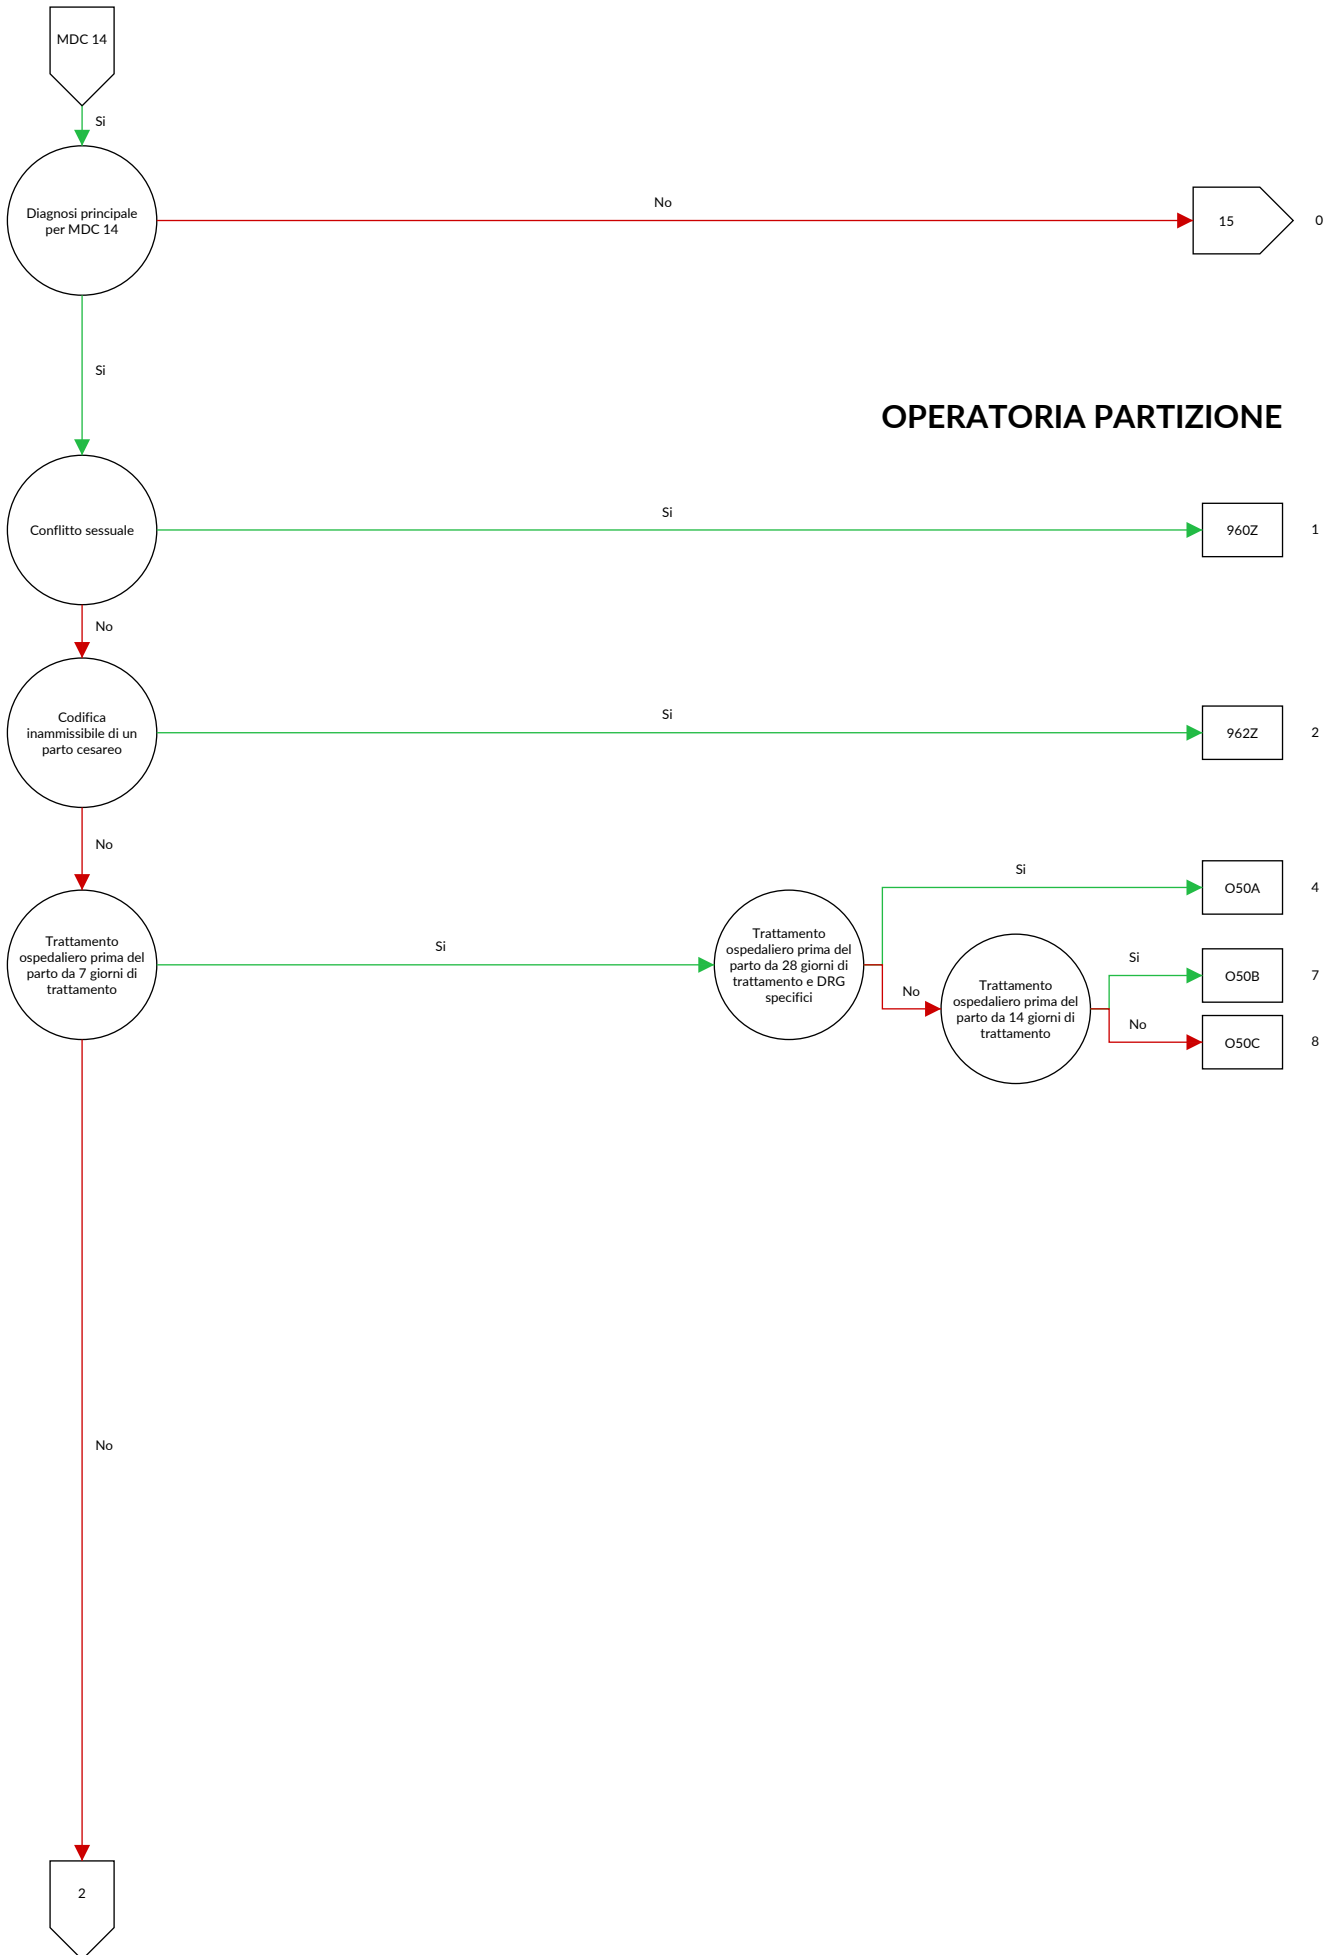 MDC 14
Si
Diagnosi principale
per MDC 14
No
15
0
Si
OPERATORIA PARTIZIONE
Conflitto sessuale
Si
960Z
1
No
Codifica
inammissibile di un
parto cesareo
Si
962Z
2
No
Trattamento
ospedaliero prima del
parto da 7 giorni di
trattamento
Si
Trattamento
ospedaliero prima del
parto da 28 giorni di
trattamento e DRG
specifici
Si
O50A
4
No
Trattamento
ospedaliero prima del
parto da 14 giorni di
trattamento
Si
O50B
7
No
O50C
8
No
2